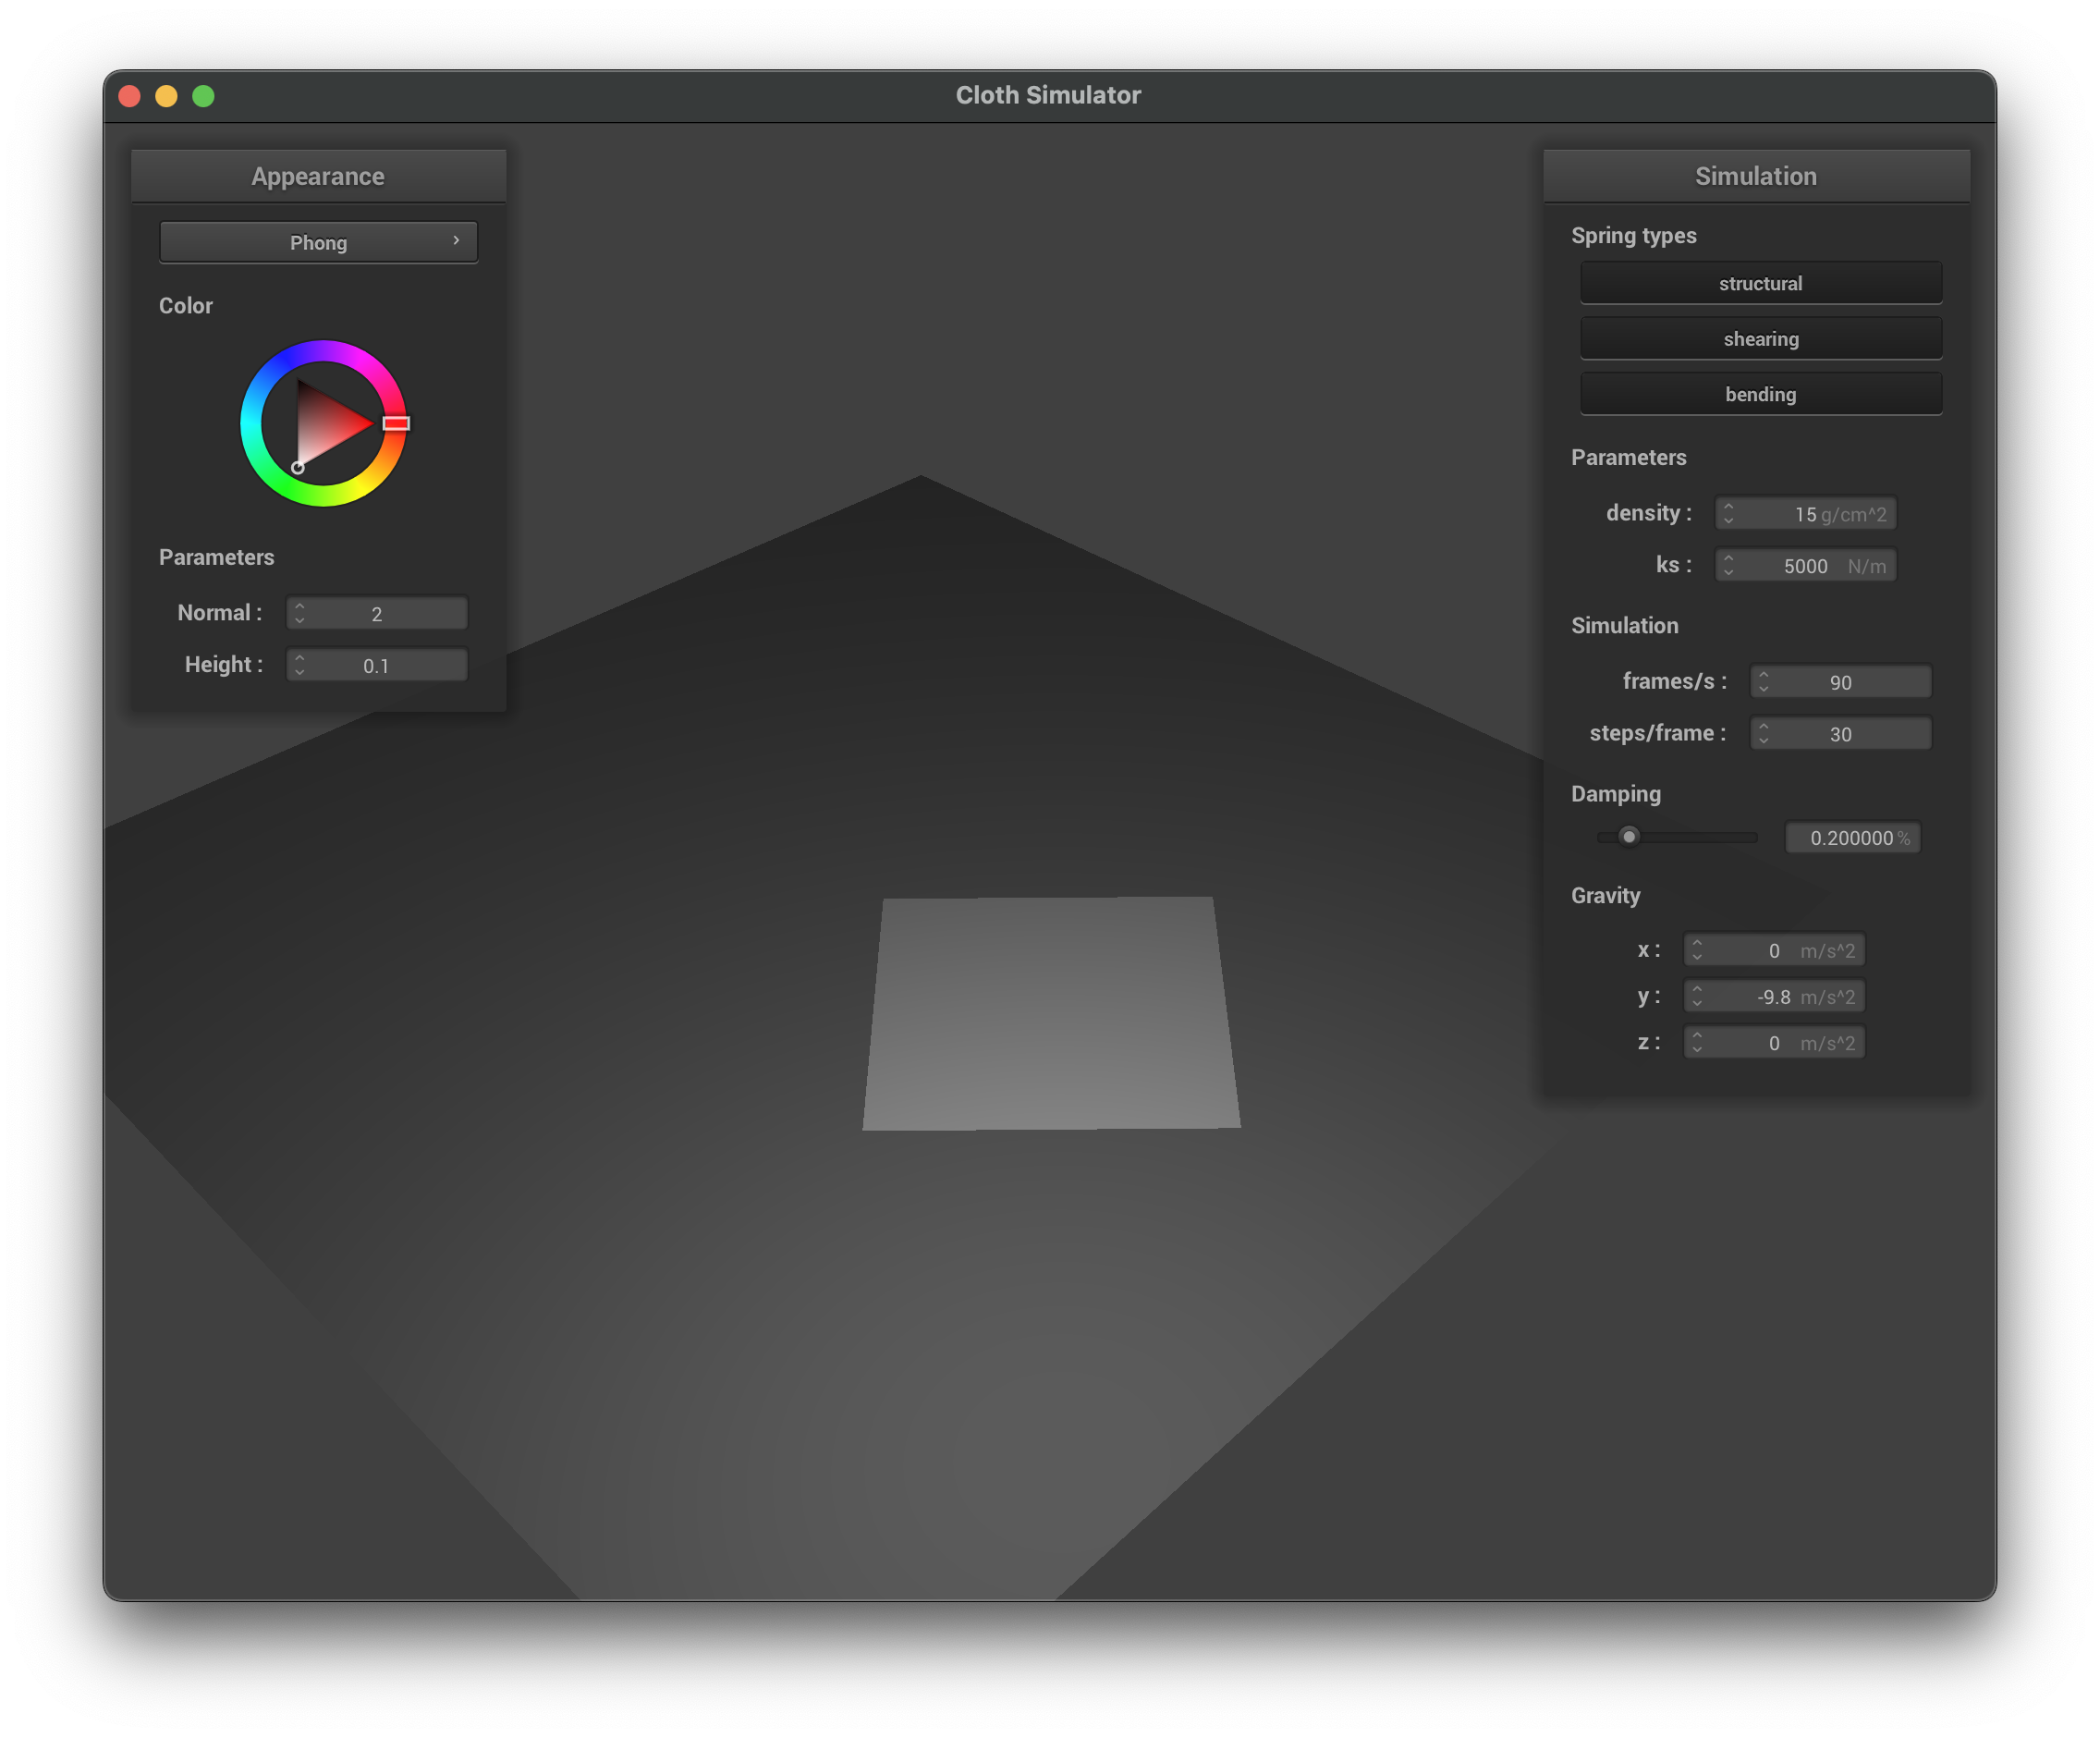 Cloth Simulator
Appearance
Phong
Color
Parameters
Normal : 2
Height : 0.1
Simulation
Spring types
structural
shearing
bending
Parameters
density : 15 g/cm^2
ks : 5000 N/m
Simulation
frames/s : 90
steps/frame : 30
Damping
0.200000 %
Gravity
x : 0 m/s^2
y : -9.8 m/s^2
z : 0 m/s^2